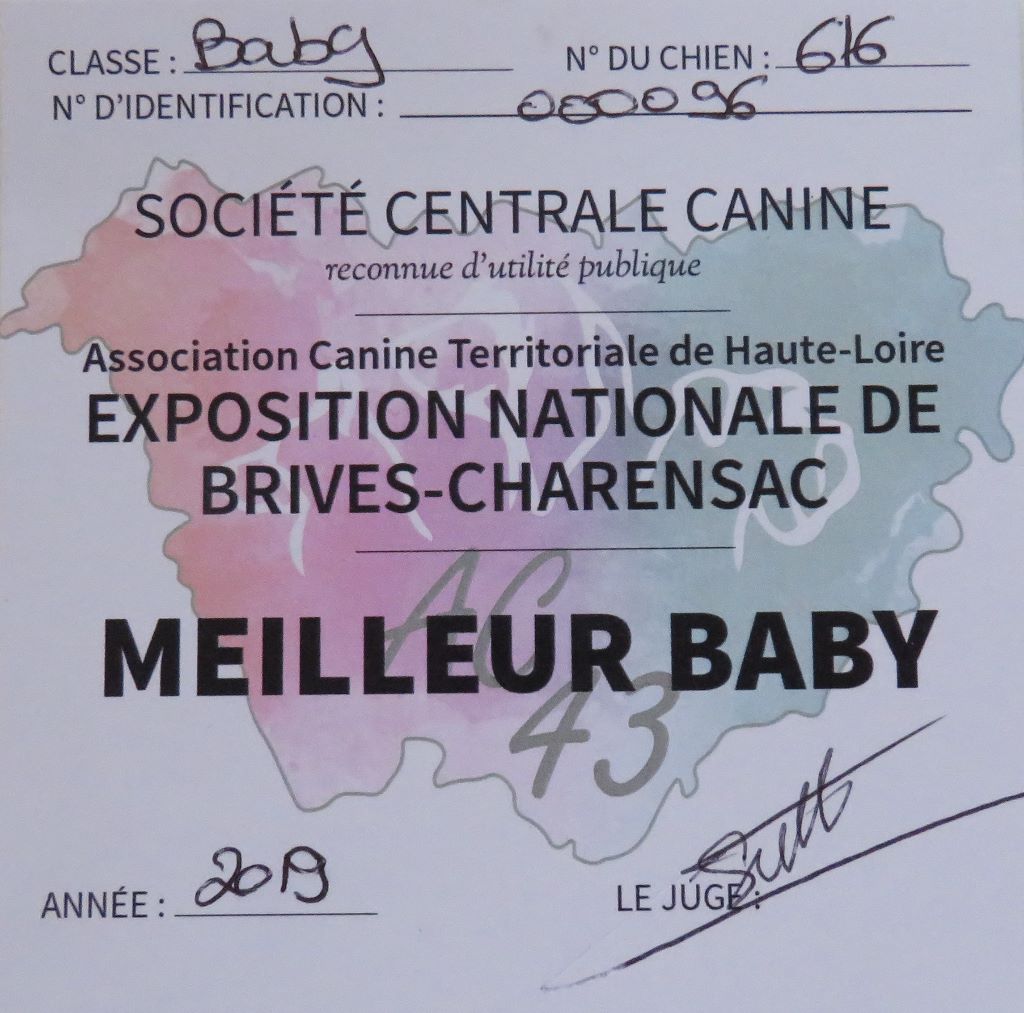 CLASSE : Baby N° DU CHIEN : 616
N° D'IDENTIFICATION : 000096
SOCIÉTÉ CENTRALE CANINE
reconnue d'utilité publique
Association Canine Territoriale de Haute-Loire
EXPOSITION NATIONALE DE
BRIVES-CHARENSAC
AC
MEILLEUR BABY
43
ANNÉE : 2019 LE JUGE :